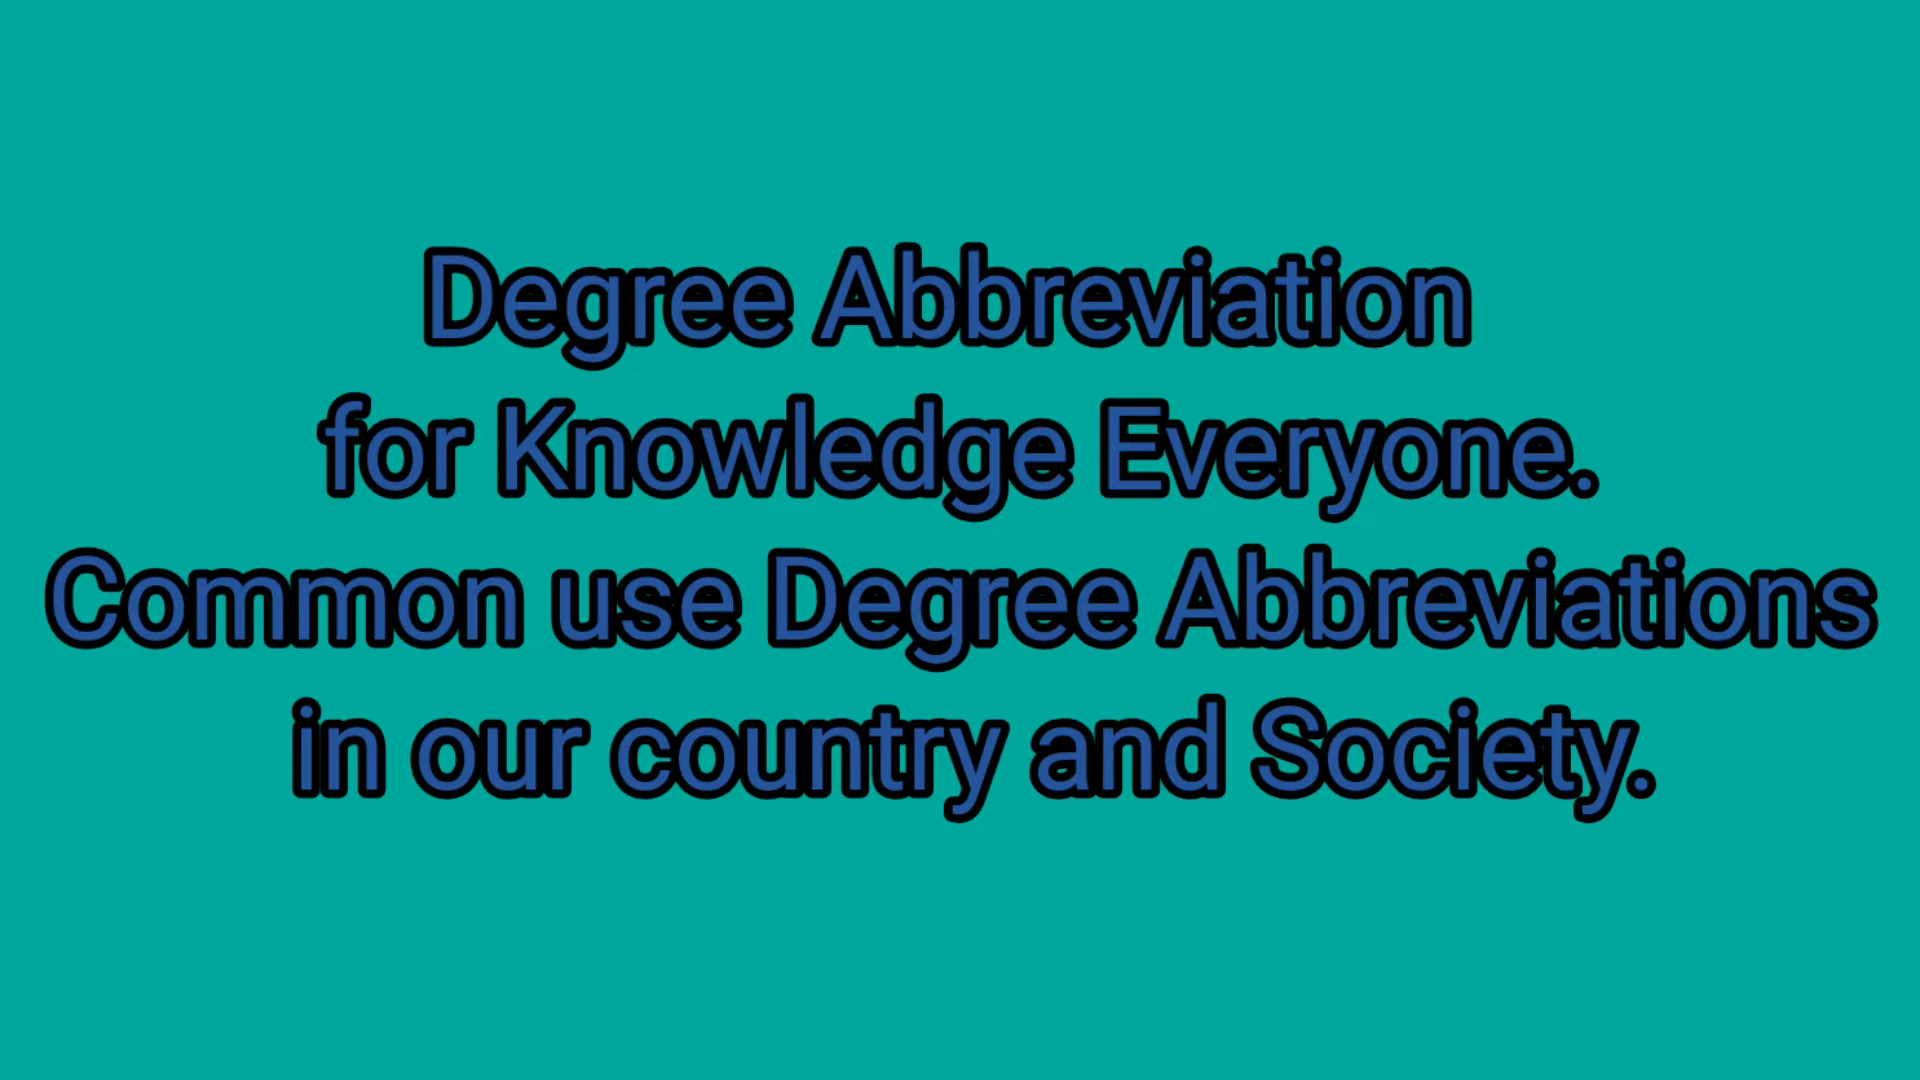 Degree Abbreviation
for Knowledge Everyone.
Common use Degree Abbreviations
in our country and Society.